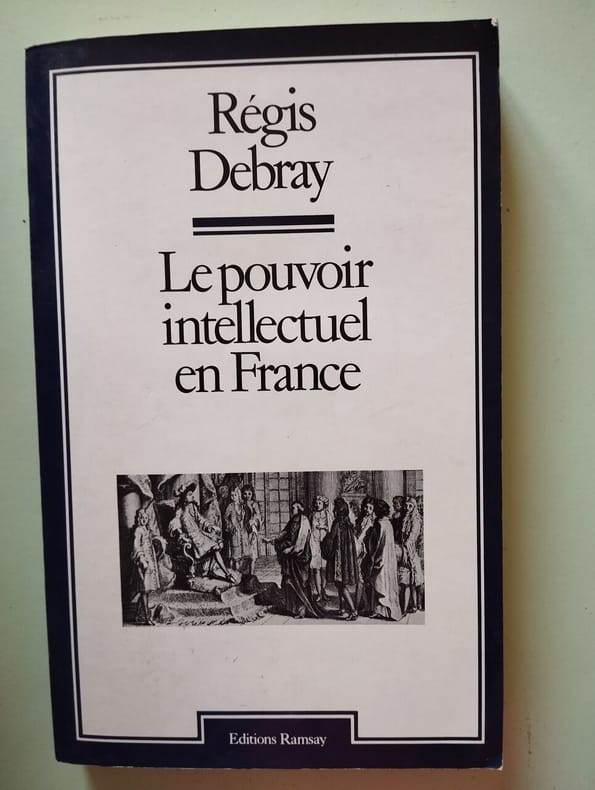 Régis
Debray
Le pouvoir
intellectuel
en France
Editions Ramsay